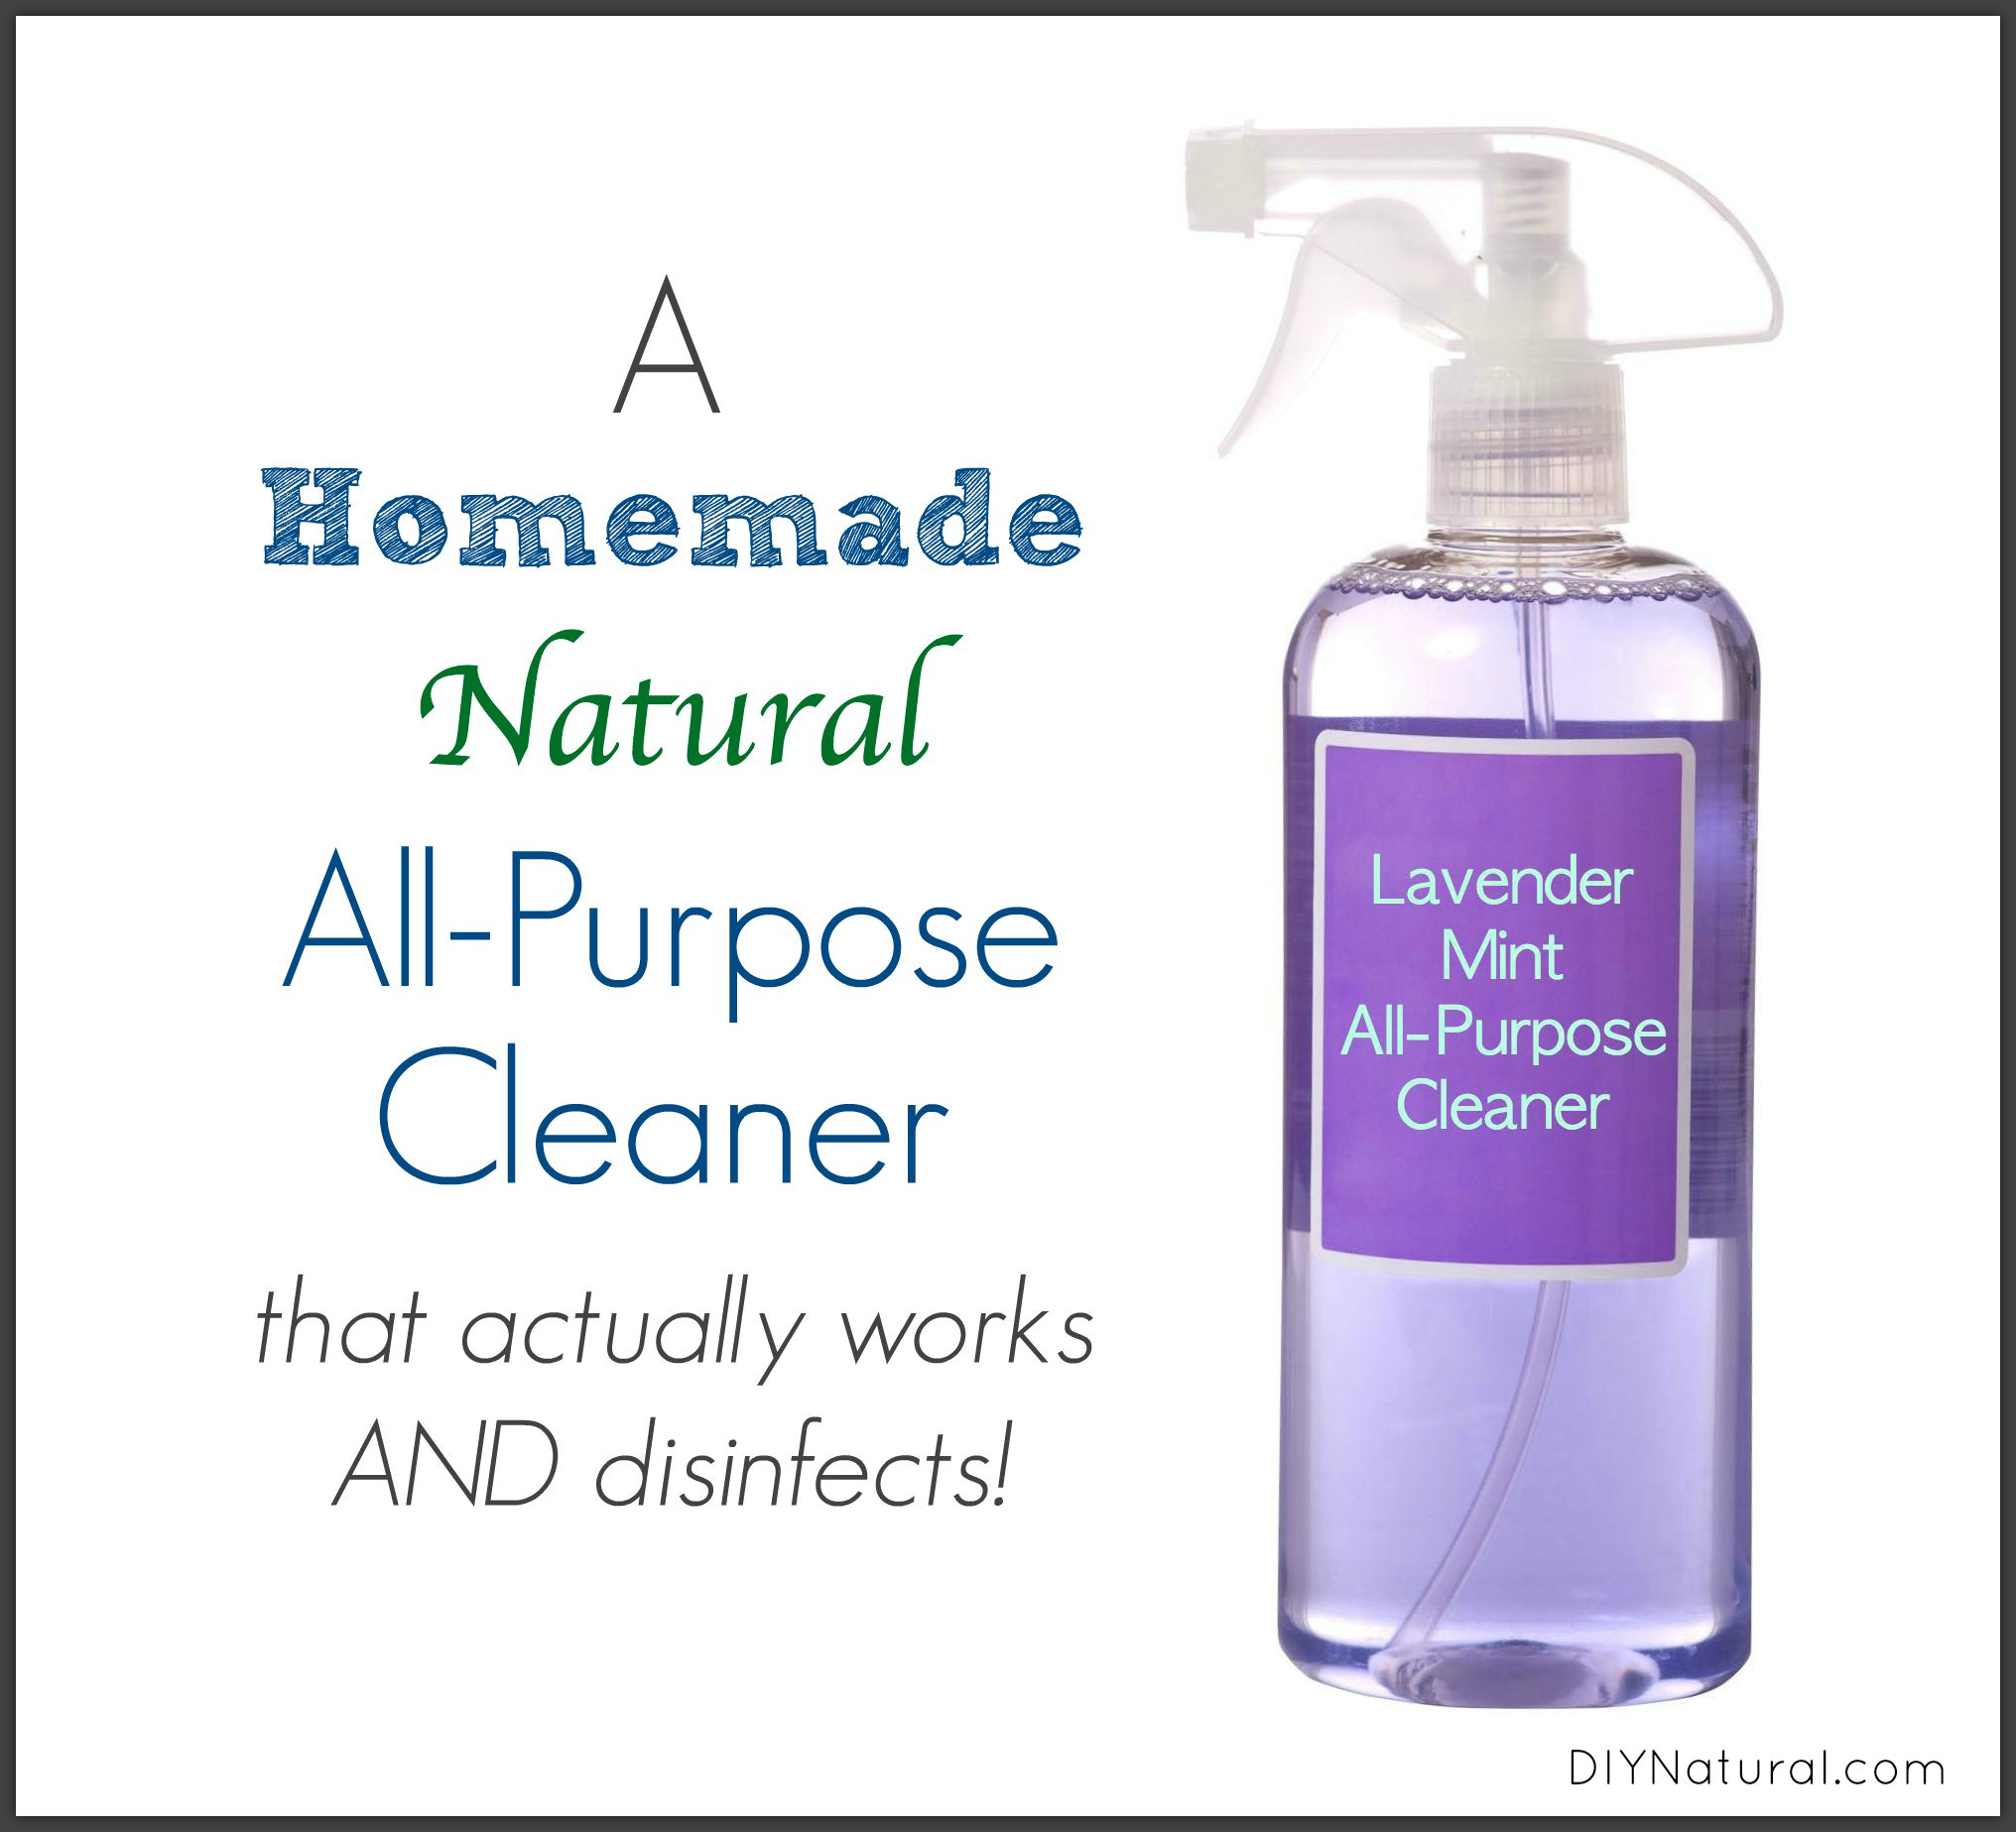 A
Homemade
Natural
All-Purpose
Cleaner
that actually works
AND disinfects!
Lavender
Mint
All-Purpose
Cleaner
DIYNatural.com